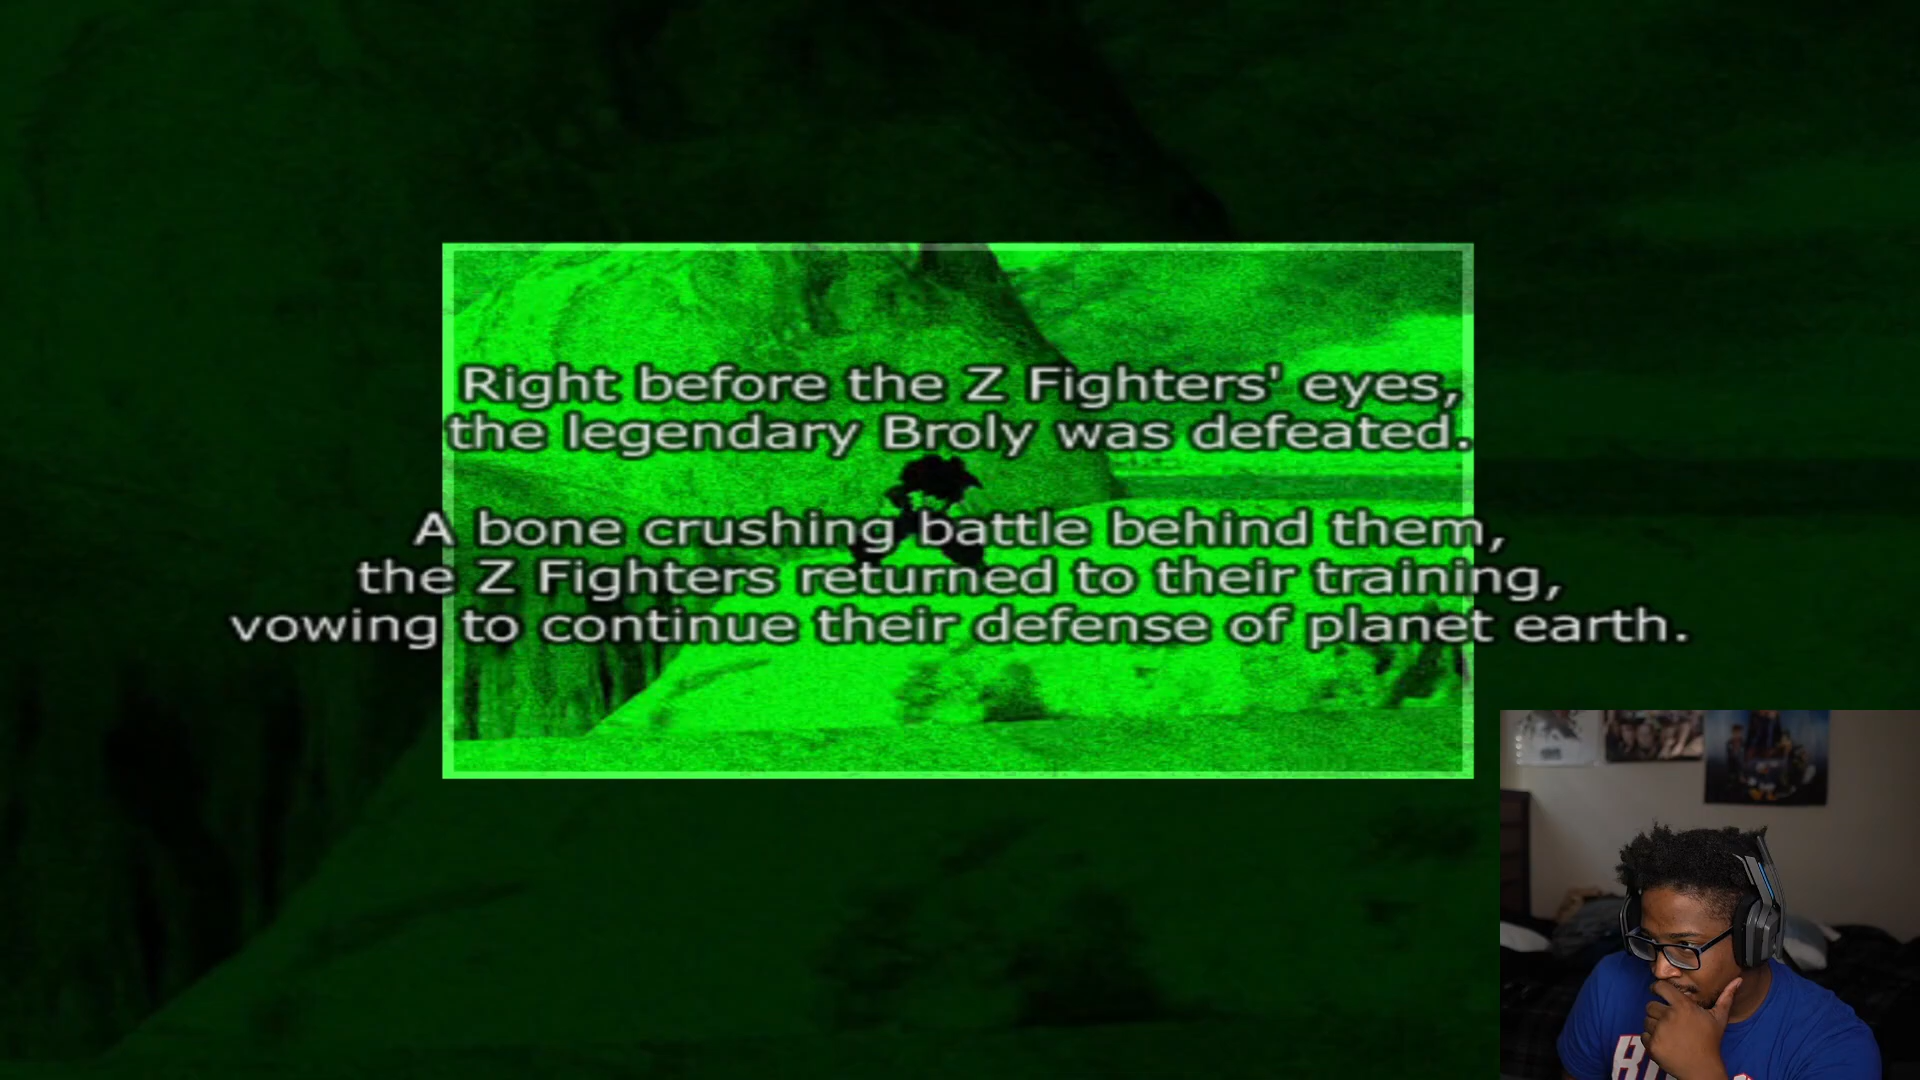 Right before the Z Fighters' eyes,
the legendary Broly was defeated.
A bone crushing battle behind them,
the Z Fighters returned to their training,
vowing to continue their defense of planet earth.